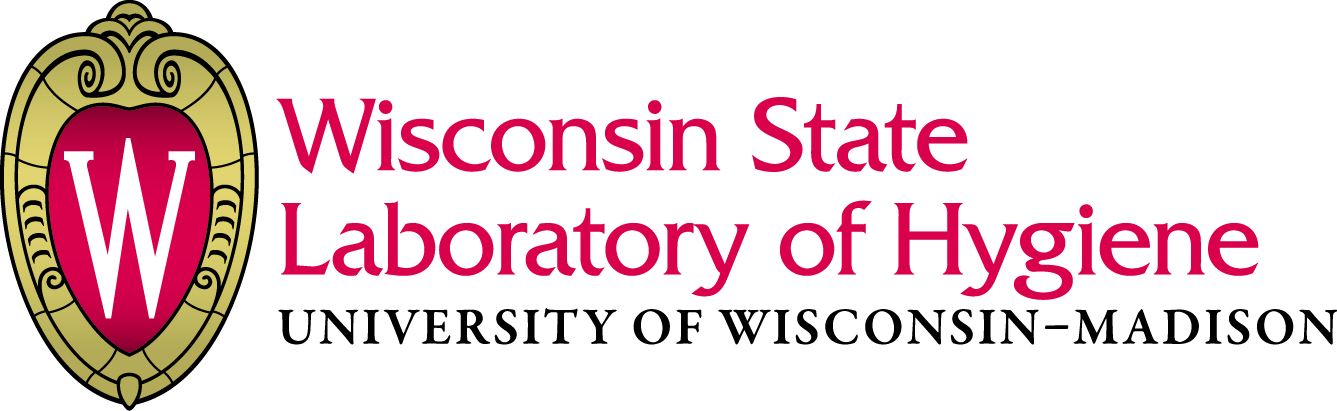 W
Wisconsin State
Laboratory of Hygiene
UNIVERSITY OF WISCONSIN–MADISON